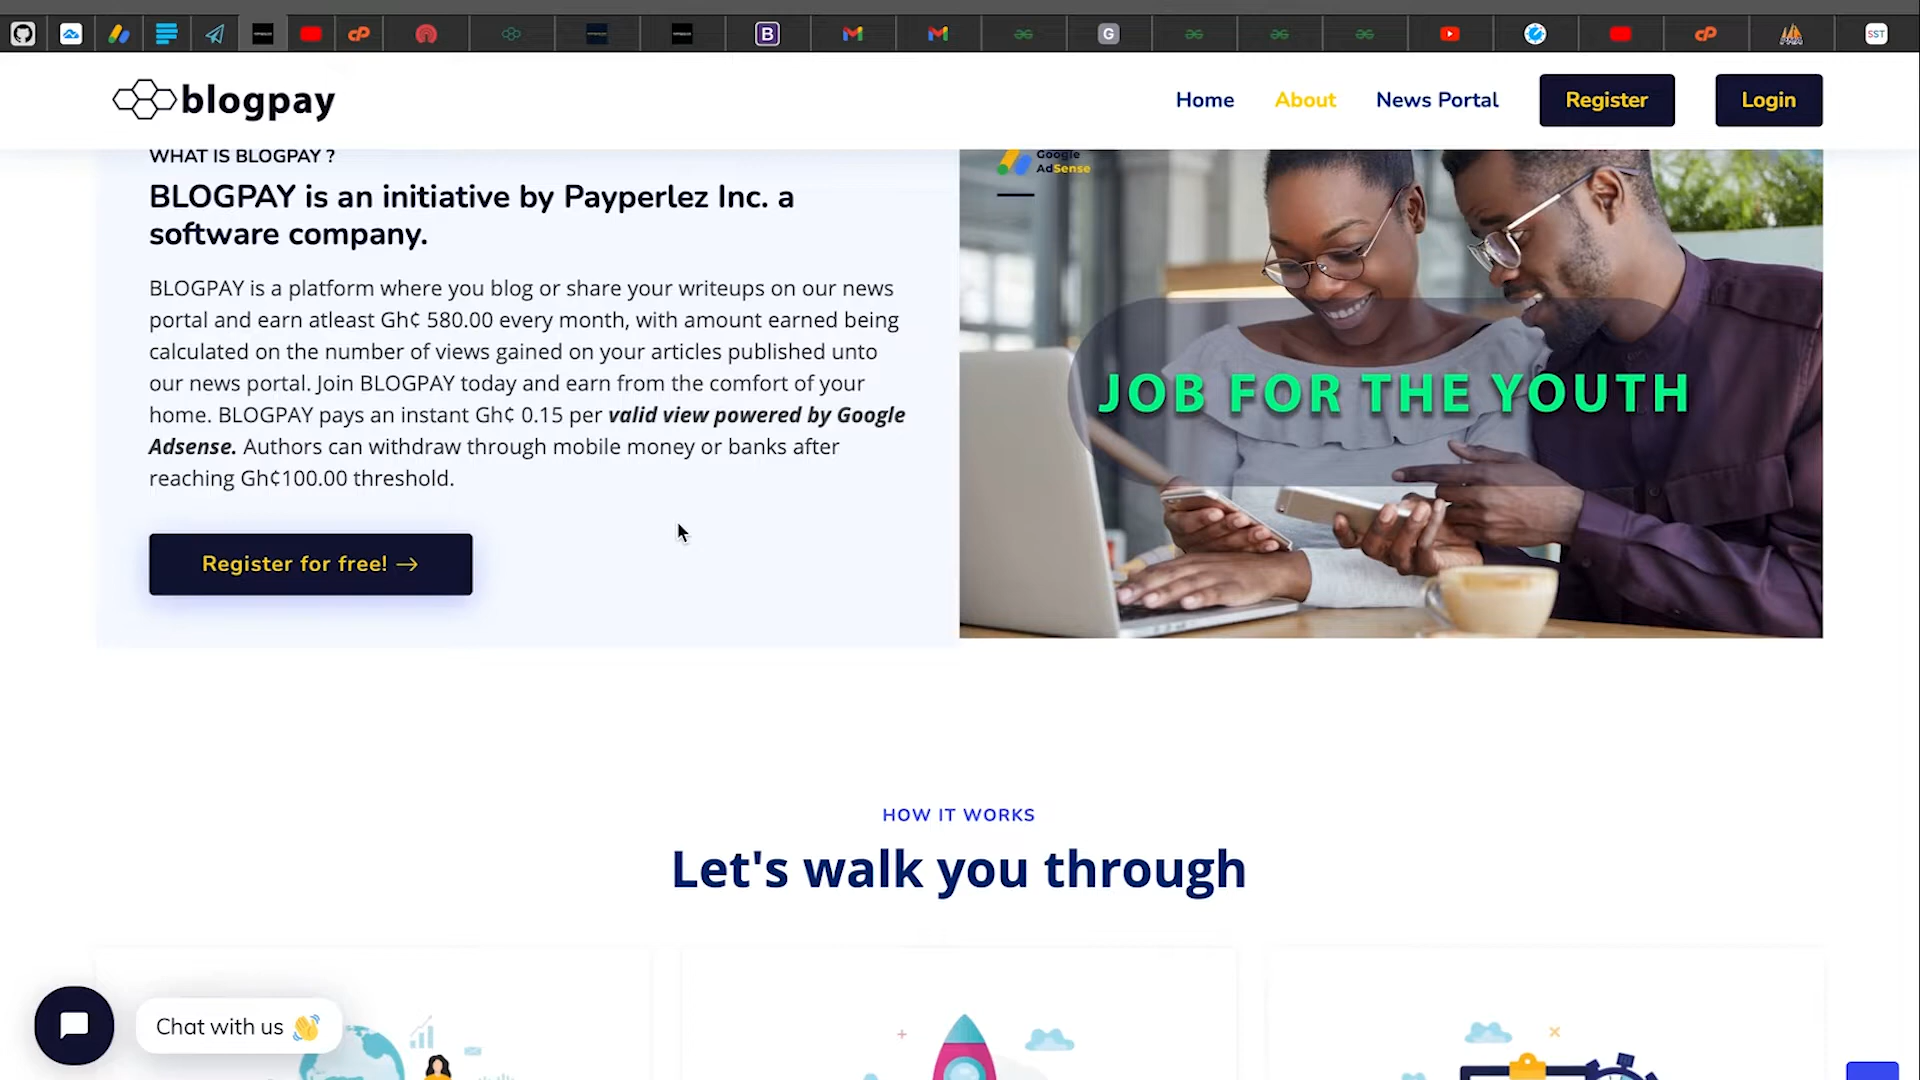 blogpay
Home
About
News Portal
Register
Login
WHAT IS BLOGPAY ?
BLOGPAY is an initiative by Payperlez Inc. a
software company.
BLOGPAY is a platform where you blog or share your writeups on our news
portal and earn atleast Gh¢ 580.00 every month, with amount earned being
calculated on the number of views gained on your articles published unto
our news portal. Join BLOGPAY today and earn from the comfort of your
home. BLOGPAY pays an instant Gh¢ 0.15 per valid view powered by Google
Adsense. Authors can withdraw through mobile money or banks after
reaching Gh¢100.00 threshold.
Register for free! →
Google
AdSense
JOB FOR THE YOUTH
HOW IT WORKS
Let's walk you through
Chat with us 👋
B
G
cP
cP
SST